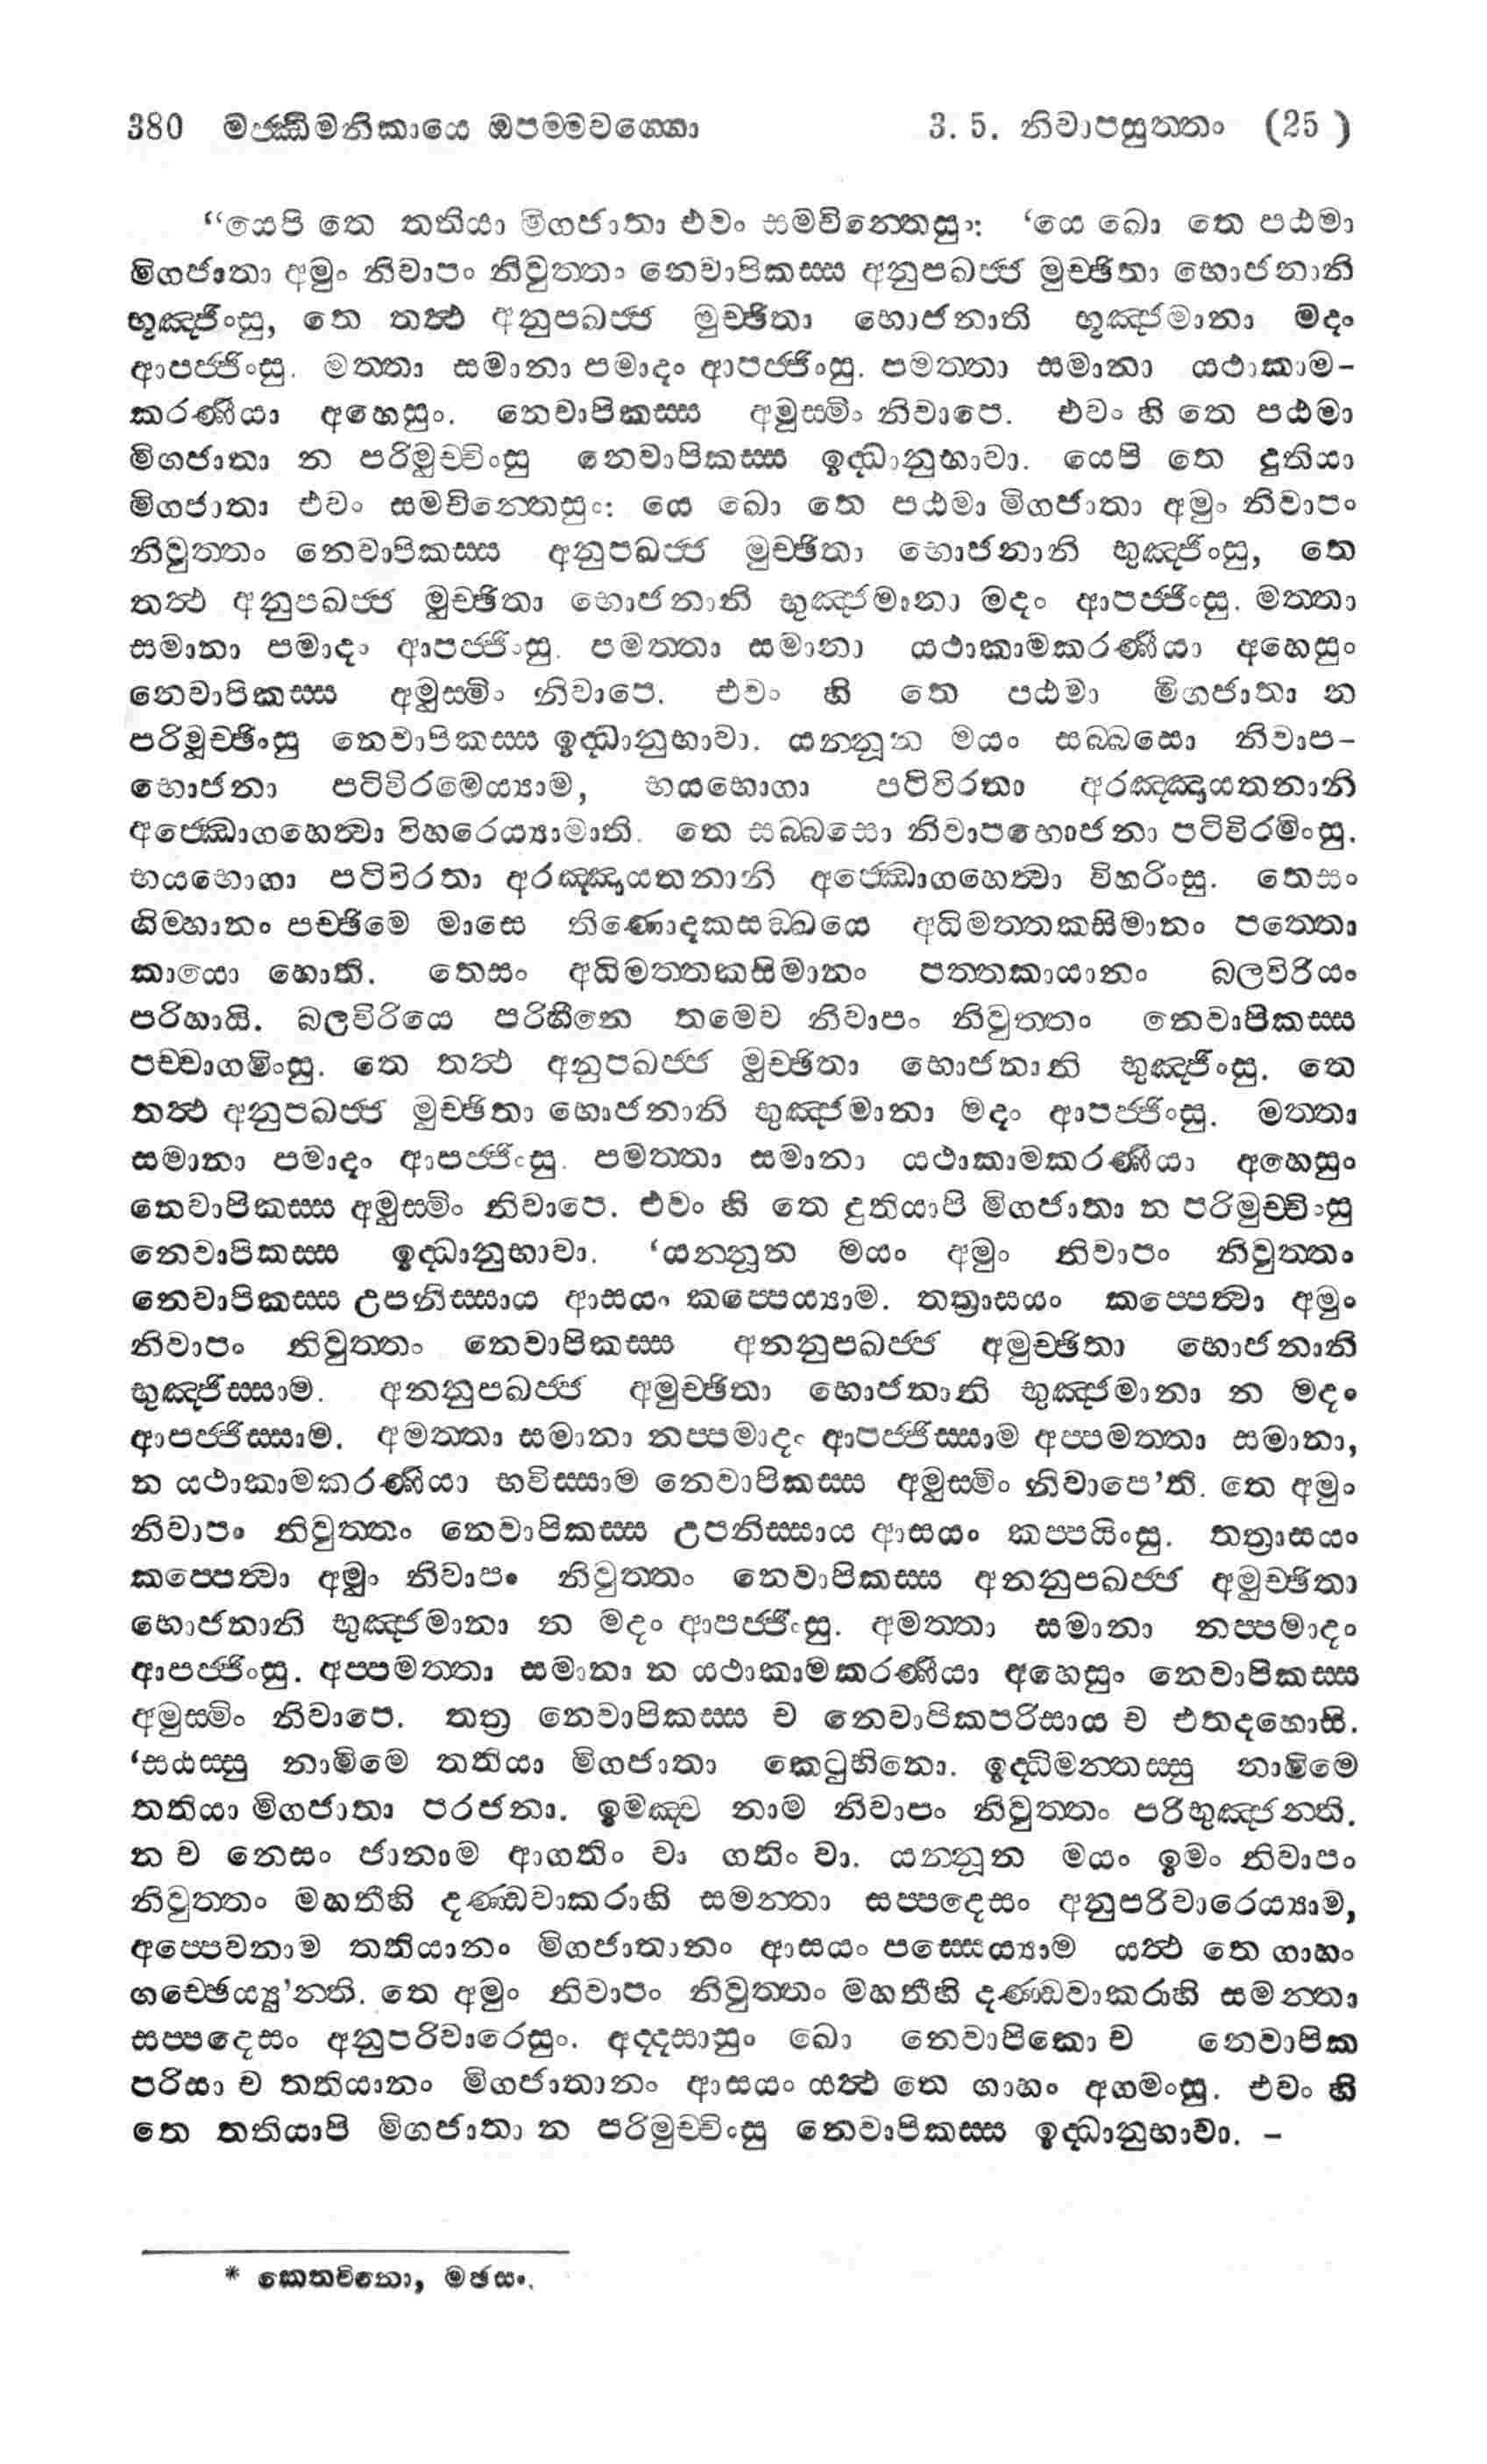 380 මජ්ඣිමනිකායෙ ඔපම්මවග්ගො 3. 5. නිවාපසුත්තං (25 )
“යෙපි තෙ තතියා මිගජාතා එවං සමචින්තෙසුං: ‘යෙ ඛො තෙ පඨමා
මිගජාතා අමුං නිවාපං නිවුත්තං නෙවාපිකස්ස අනුපඛජ්ජ මුච්ඡිතා භොජනානි
භුඤ්ජිංසු, තෙ තත්ථ අනුපඛජ්ජ මුච්ඡිතා භොජනානි භුඤ්ජමානා මදං
ආපජ්ජිංසු. මත්තා සමානා පමාදං ආපජ්ජිංසු. පමත්තා සමානා යථාකාම-
කරණීයා අහෙසුං. නෙවාපිකස්ස අමුස්මිං නිවාපෙ. එවං හි තෙ පඨමා
මිගජාතා න පරිමුච්චිංසු නෙවාපිකස්ස ඉද්ධානුභාවා. යෙපි තෙ දුතියා
මිගජාතා එවං සමචින්තෙසුං: යෙ ඛො තෙ පඨමා මිගජාතා අමුං නිවාපං
නිවුත්තං නෙවාපිකස්ස අනුපඛජ්ජ මුච්ඡිතා භොජනානි භුඤ්ජිංසු, තෙ
තත්ථ අනුපඛජ්ජ මුච්ඡිතා භොජනානි භුඤ්ජමානා මදං ආපජ්ජිංසු. මත්තා
සමානා පමාදං ආපජ්ජිංසු. පමත්තා සමානා යථාකාමකරණීයා අහෙසුං
නෙවාපිකස්ස අමුස්මිං නිවාපෙ. එවං හි තෙ පඨමා මිගජාතා න
පරිමුච්ඡිංසු නෙවාපිකස්ස ඉද්ධානුභාවා. යන්නූන මයං සබ්බසො නිවාප-
භොජනා පටිවිරමෙය්‍යාම, භයභොගා පටිවිරතා අරඤ්ඤායතනානි
අජ්ඣොගහෙත්‍වා විහරෙය්‍යාමාති. තෙ සබ්බසො නිවාපභොජනා පටිවිරමිංසු.
භයභොගා පටිවිරතා අරඤ්ඤායතනානි අජ්ඣොගහෙත්‍වා විහරිංසු. තෙසං
ගිම්හානං පච්ඡිමෙ මාසෙ තිණොදකසඞ්ඛයෙ අධිමත්තකසිමානං පත්තො
කායො හොති. තෙසං අධිමත්තකසිමානං පත්තකායානං බලවිරියං
පරිහායි. බලවිරියෙ පරිහීනෙ තමෙව නිවාපං නිවුත්තං නෙවාපිකස්ස
පච්චාගමිංසු. තෙ තත්ථ අනුපඛජ්ජ මුච්ඡිතා භොජනානි භුඤ්ජිංසු. තෙ
තත්ථ අනුපඛජ්ජ මුච්ඡිතා භොජනානි භුඤ්ජමානා මදං ආපජ්ජිංසු. මත්තා
සමානා පමාදං ආපජ්ජිංසු. පමත්තා සමානා යථාකාමකරණීයා අහෙසුං
නෙවාපිකස්ස අමුස්මිං නිවාපෙ. එවං හි තෙ දුතියාපි මිගජාතා න පරිමුච්චිංසු
නෙවාපිකස්ස ඉද්ධානුභාවා. ‘යන්නූන මයං අමුං නිවාපං නිවුත්තං
නෙවාපිකස්ස උපනිස්සාය ආසයං කප්පෙය්‍යාම. තත්‍රාසයං කප්පෙත්‍වා අමුං
නිවාපං නිවුත්තං නෙවාපිකස්ස අනනුපඛජ්ජ අමුච්ඡිතා භොජනානි
භුඤ්ජිස්සාම. අනනුපඛජ්ජ අමුච්ඡිතා භොජනානි භුඤ්ජමානා න මදං
ආපජ්ජිස්සාම. අමත්තා සමානා නප්පමාදං ආපජ්ජිස්සාම අප්පමත්තා සමානා,
න යථාකාමකරණීයා භවිස්සාම නෙවාපිකස්ස අමුස්මිං නිවාපෙ’ති. තෙ අමුං
නිවාපං නිවුත්තං නෙවාපිකස්ස උපනිස්සාය ආසයං කප්පයිංසු. තත්‍රාසයං
කප්පෙත්‍වා අමුං නිවාපං නිවුත්තං නෙවාපිකස්ස අනනුපඛජ්ජ අමුච්ඡිතා
භොජනානි භුඤ්ජමානා න මදං ආපජ්ජිංසු. අමත්තා සමානා නප්පමාදං
ආපජ්ජිංසු. අප්පමත්තා සමානා න යථාකාමකරණීයා අහෙසුං නෙවාපිකස්ස
අමුස්මිං නිවාපෙ. තත්‍ර නෙවාපිකස්ස ච නෙවාපිකපරිසාය ච එතදහොසි.
‘සඨස්සු නාමිමෙ තතියා මිගජාතා කෙටුභිනො. ඉද්ධිමන්තස්සු නාමිමෙ
තතියා මිගජාතා පරජනා. ඉමඤ්ච නාම නිවාපං නිවුත්තං පරිභුඤ්ජන්ති.
න ච නෙසං ජානාම ආගතිං වා ගතිං වා. යන්නූන මයං ඉමං නිවාපං
නිවුත්තං මහතීහි දණ්ඩවාකරාහි සමන්තා සප්පදෙසං අනුපරිවාරෙය්‍යාම,
අප්පෙවනාම තතියානං මිගජාතානං ආසයං පස්සෙය්‍යාම යත්ථ තෙ ගාහං
ගච්ඡෙය්‍යු’න්ති. තෙ අමුං නිවාපං නිවුත්තං මහතීහි දණ්ඩවාකරාහි සමන්තා
සප්පදෙසං අනුපරිවාරෙසුං. අද්දසාසුං ඛො නෙවාපිකො ච නෙවාපික
පරිසා ච තතියානං මිගජාතානං ආසයං යත්ථ තෙ ගාහං අගමංසු. එවං හි
තෙ තතියාපි මිගජාතා න පරිමුච්චිංසු නෙවාපිකස්ස ඉද්ධානුභාවා. –
* කෙතවිනො, මඡසං.